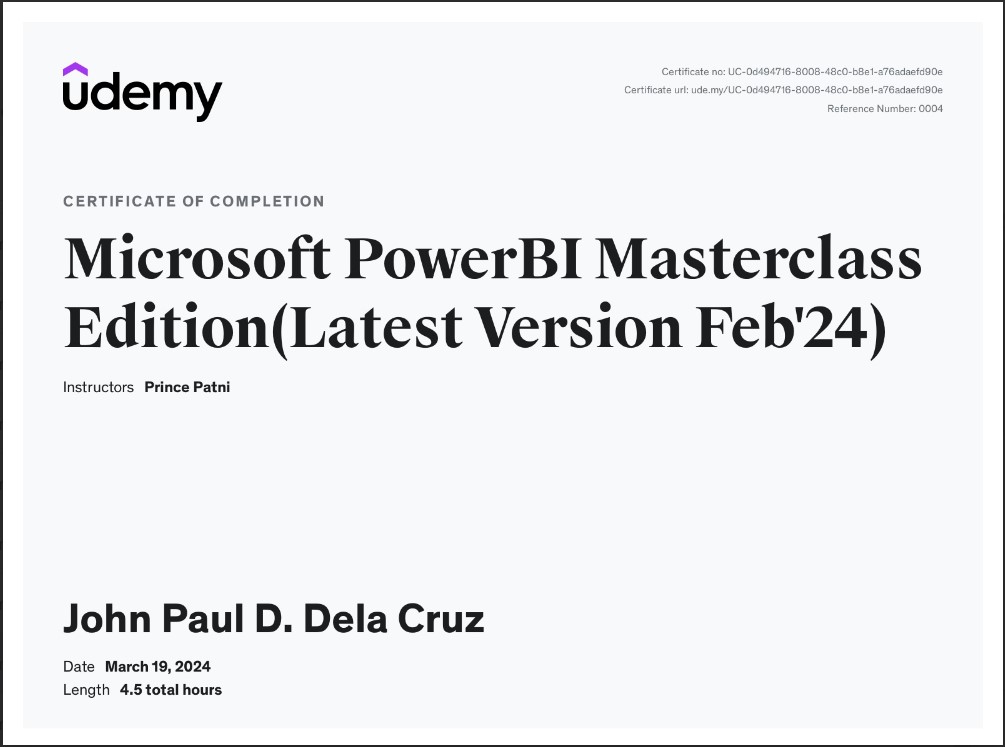 udemy
Certificate no: UC-0d494716-8008-48c0-b8e1-a76adaefd90e
Certificate url: ude.my/UC-0d494716-8008-48c0-b8e1-a76adaefd90e
Reference Number: 0004
CERTIFICATE OF COMPLETION
Microsoft PowerBI Masterclass
Edition(Latest Version Feb'24)
Instructors Prince Patni
John Paul D. Dela Cruz
Date March 19, 2024
Length 4.5 total hours